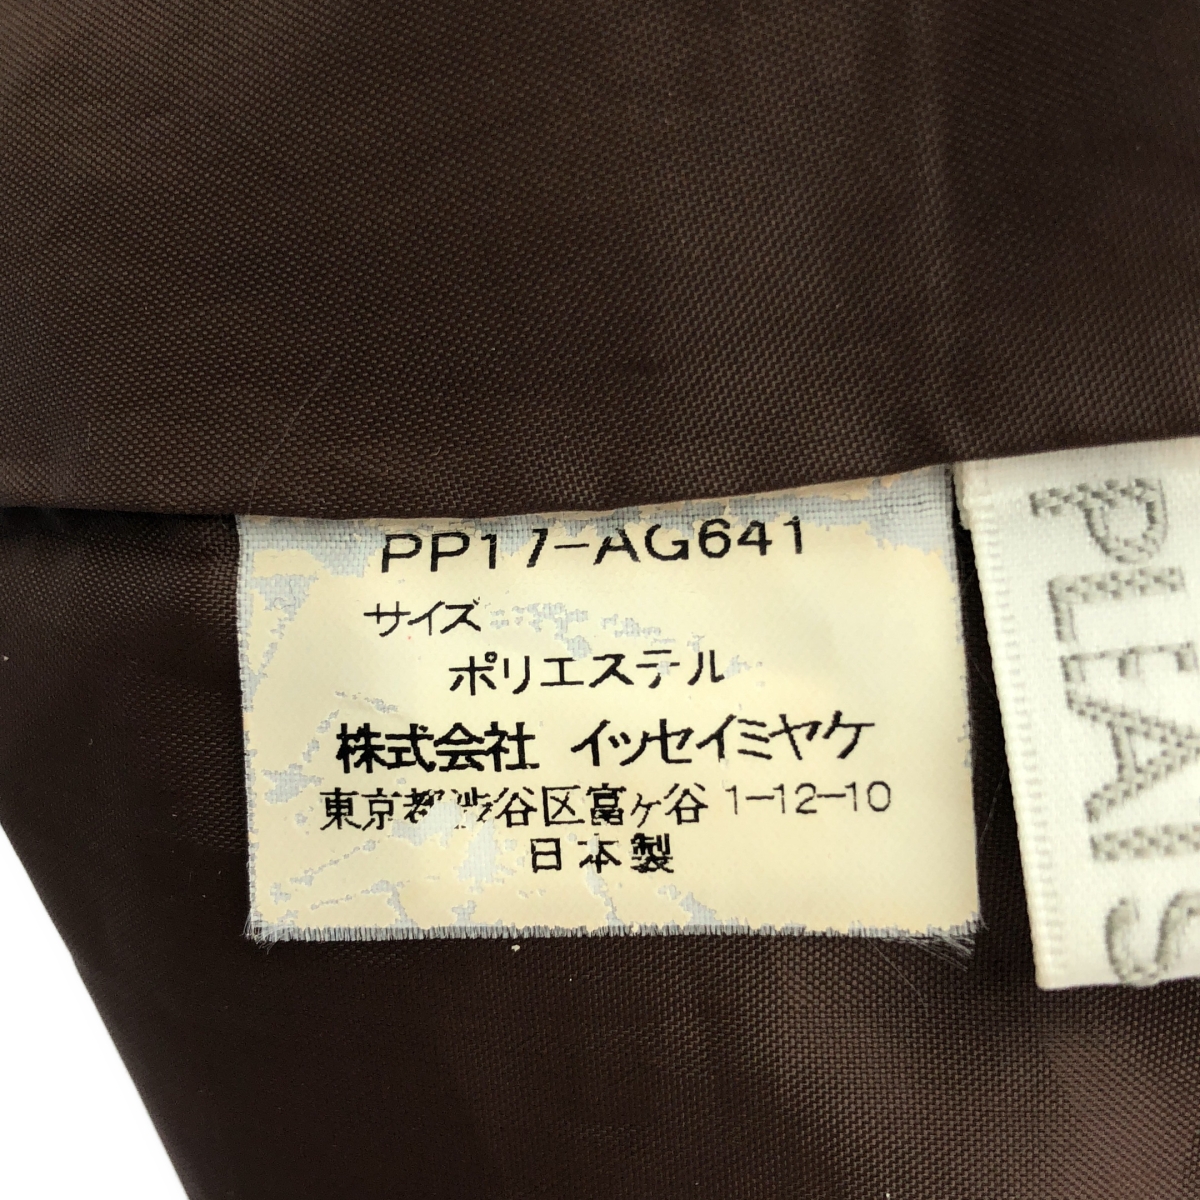 PP17-AG641
サイズ
ポリエステル
株式会社 イッセイミヤケ
東京都渋谷区富ヶ谷 1-12-10
日本製
PLEATS